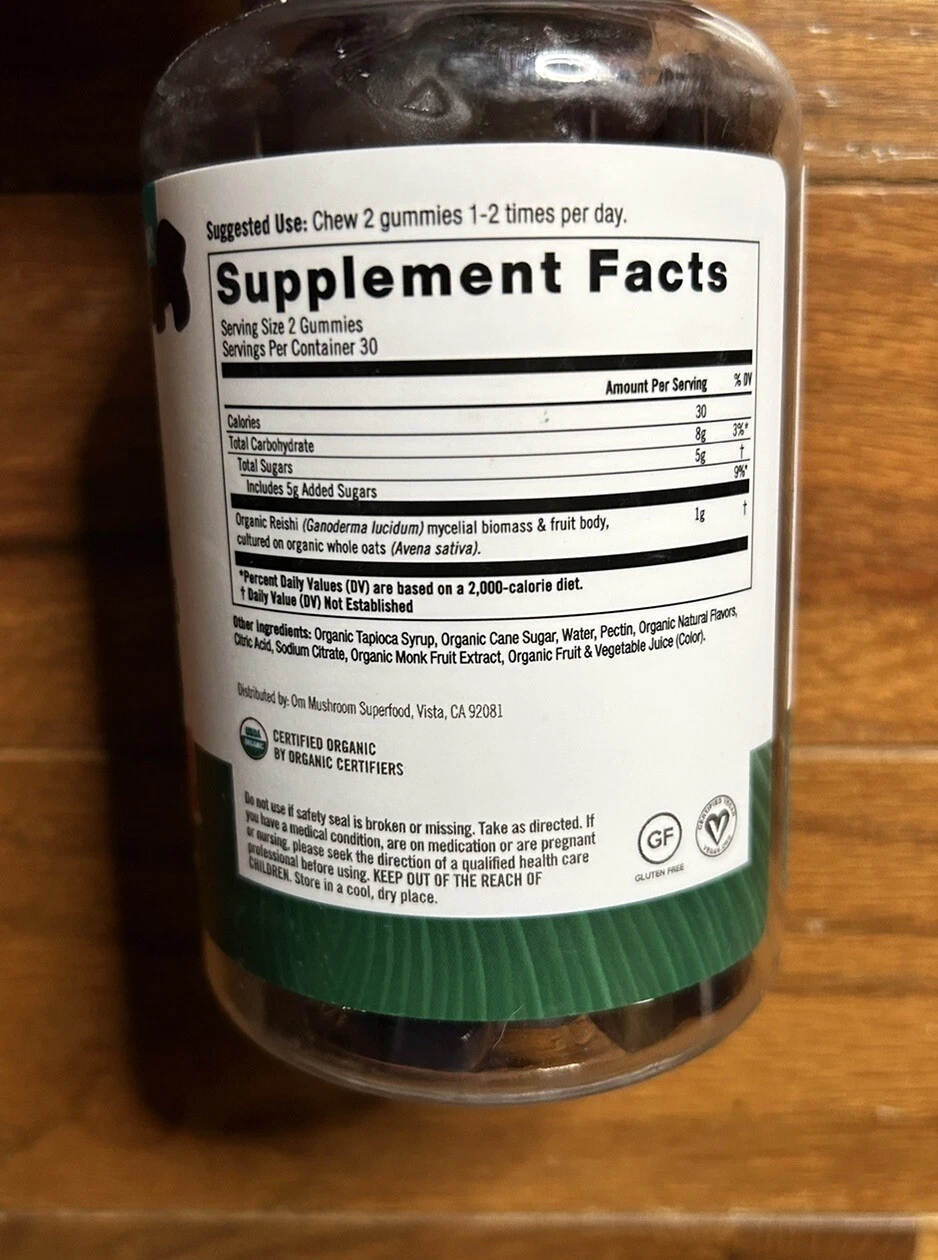 Suggested Use: Chew 2 gummies 1-2 times per day.
Supplement Facts
Serving Size 2 Gummies
Servings Per Container 30
Amount Per Serving % DV
Calories 30
Total Carbohydrate 8g 3%*
Total Sugars 5g †
Includes 5g Added Sugars 9%*
Organic Reishi (Ganoderma lucidum) mycelial biomass & fruit body, 1g †
cultured on organic whole oats (Avena sativa).
*Percent Daily Values (DV) are based on a 2,000-calorie diet.
† Daily Value (DV) Not Established
Other Ingredients: Organic Tapioca Syrup, Organic Cane Sugar, Water, Pectin, Organic Natural Flavors,
Citric Acid, Sodium Citrate, Organic Monk Fruit Extract, Organic Fruit & Vegetable Juice (Color).
Distributed by: Om Mushroom Superfood, Vista, CA 92081
USDA
ORGANIC
CERTIFIED ORGANIC
BY ORGANIC CERTIFIERS
Do not use if safety seal is broken or missing. Take as directed. If
you have a medical condition, are on medication or are pregnant
or nursing, please seek the direction of a qualified health care
professional before using. KEEP OUT OF THE REACH OF
CHILDREN. Store in a cool, dry place.
GF
GLUTEN FREE
CERTIFIED VEGAN
V